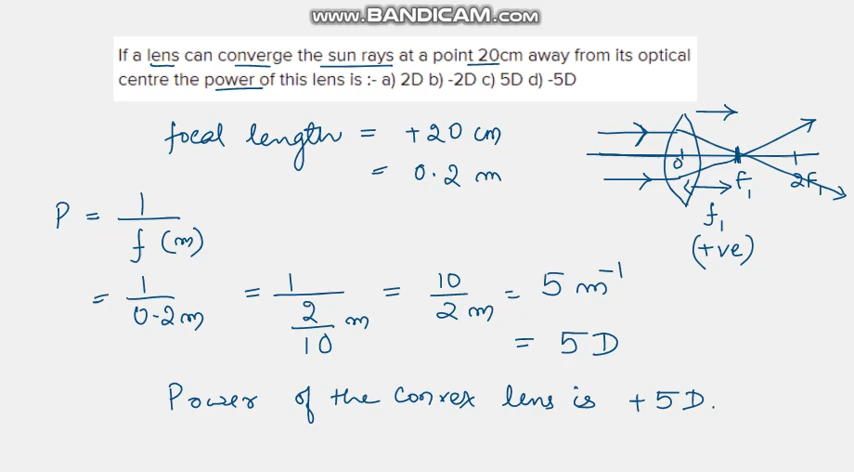 WWW.BANDICAM.COM
If a lens can converge the sun rays at a point 20cm away from its optical
centre the power of this lens is :- a) 2D b) -2D c) 5D d) -5D
focal length = +20 cm
= 0.2 m
P = 1 / f (m)
= 1 / 0.2m = 1 / (2/10) m = 10 / 2 m = 5 m⁻¹
= 5 D
O
F₁
2F₁
f₁
(+ve)
Power of the convex lens is +5D.